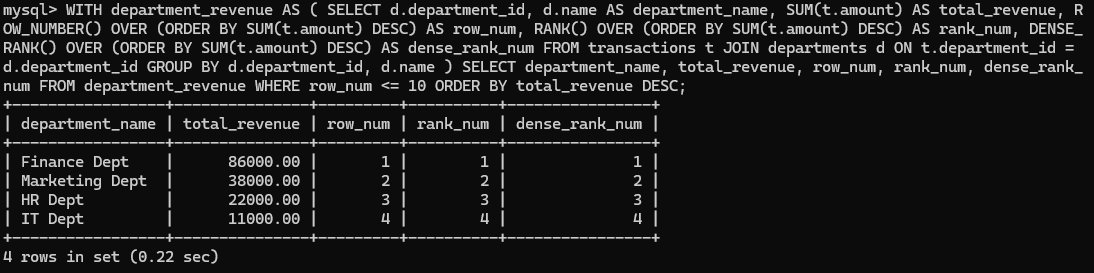 mysql> WITH department_revenue AS ( SELECT d.department_id, d.name AS department_name, SUM(t.amount) AS total_revenue, R
OW_NUMBER() OVER (ORDER BY SUM(t.amount) DESC) AS row_num, RANK() OVER (ORDER BY SUM(t.amount) DESC) AS rank_num, DENSE_
RANK() OVER (ORDER BY SUM(t.amount) DESC) AS dense_rank_num FROM transactions t JOIN departments d ON t.department_id =
d.department_id GROUP BY d.department_id, d.name ) SELECT department_name, total_revenue, row_num, rank_num, dense_rank_
num FROM department_revenue WHERE row_num <= 10 ORDER BY total_revenue DESC;
+-----------------+---------------+---------+----------+----------------+
| department_name | total_revenue | row_num | rank_num | dense_rank_num |
+-----------------+---------------+---------+----------+----------------+
| Finance Dept    |      86000.00 |       1 |        1 |              1 |
| Marketing Dept  |      38000.00 |       2 |        2 |              2 |
| HR Dept         |      22000.00 |       3 |        3 |              3 |
| IT Dept         |      11000.00 |       4 |        4 |              4 |
+-----------------+---------------+---------+----------+----------------+
4 rows in set (0.22 sec)